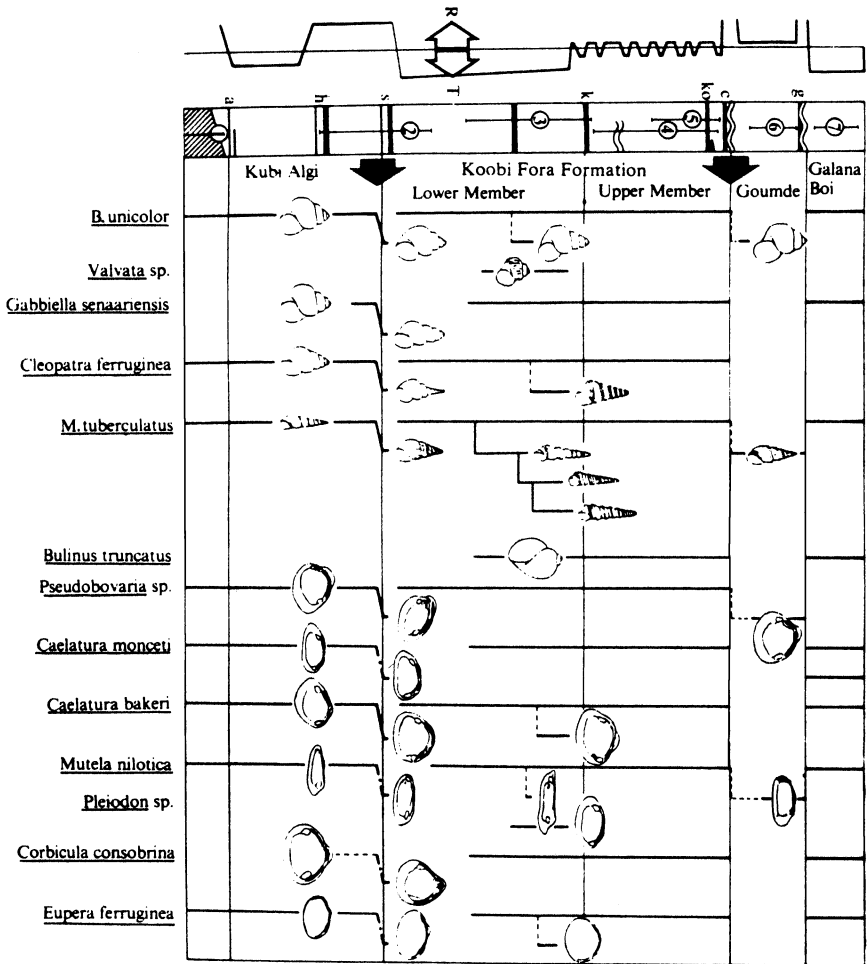 R
T
a h s k ko c g
1 2 3 4 5 6 7
Kubi Algi
Koobi Fora Formation
Galana
Lower Member
Upper Member
Goumde
Boi
B. unicolor
Valvata sp.
Gabbiella senaariensis
Cleopatra ferruginea
M. tuberculatus
Bulinus truncatus
Pseudobovaria sp.
Caelatura monceti
Caelatura bakeri
Mutela nilotica
Pleiodon sp.
Corbicula consobrina
Eupera ferruginea